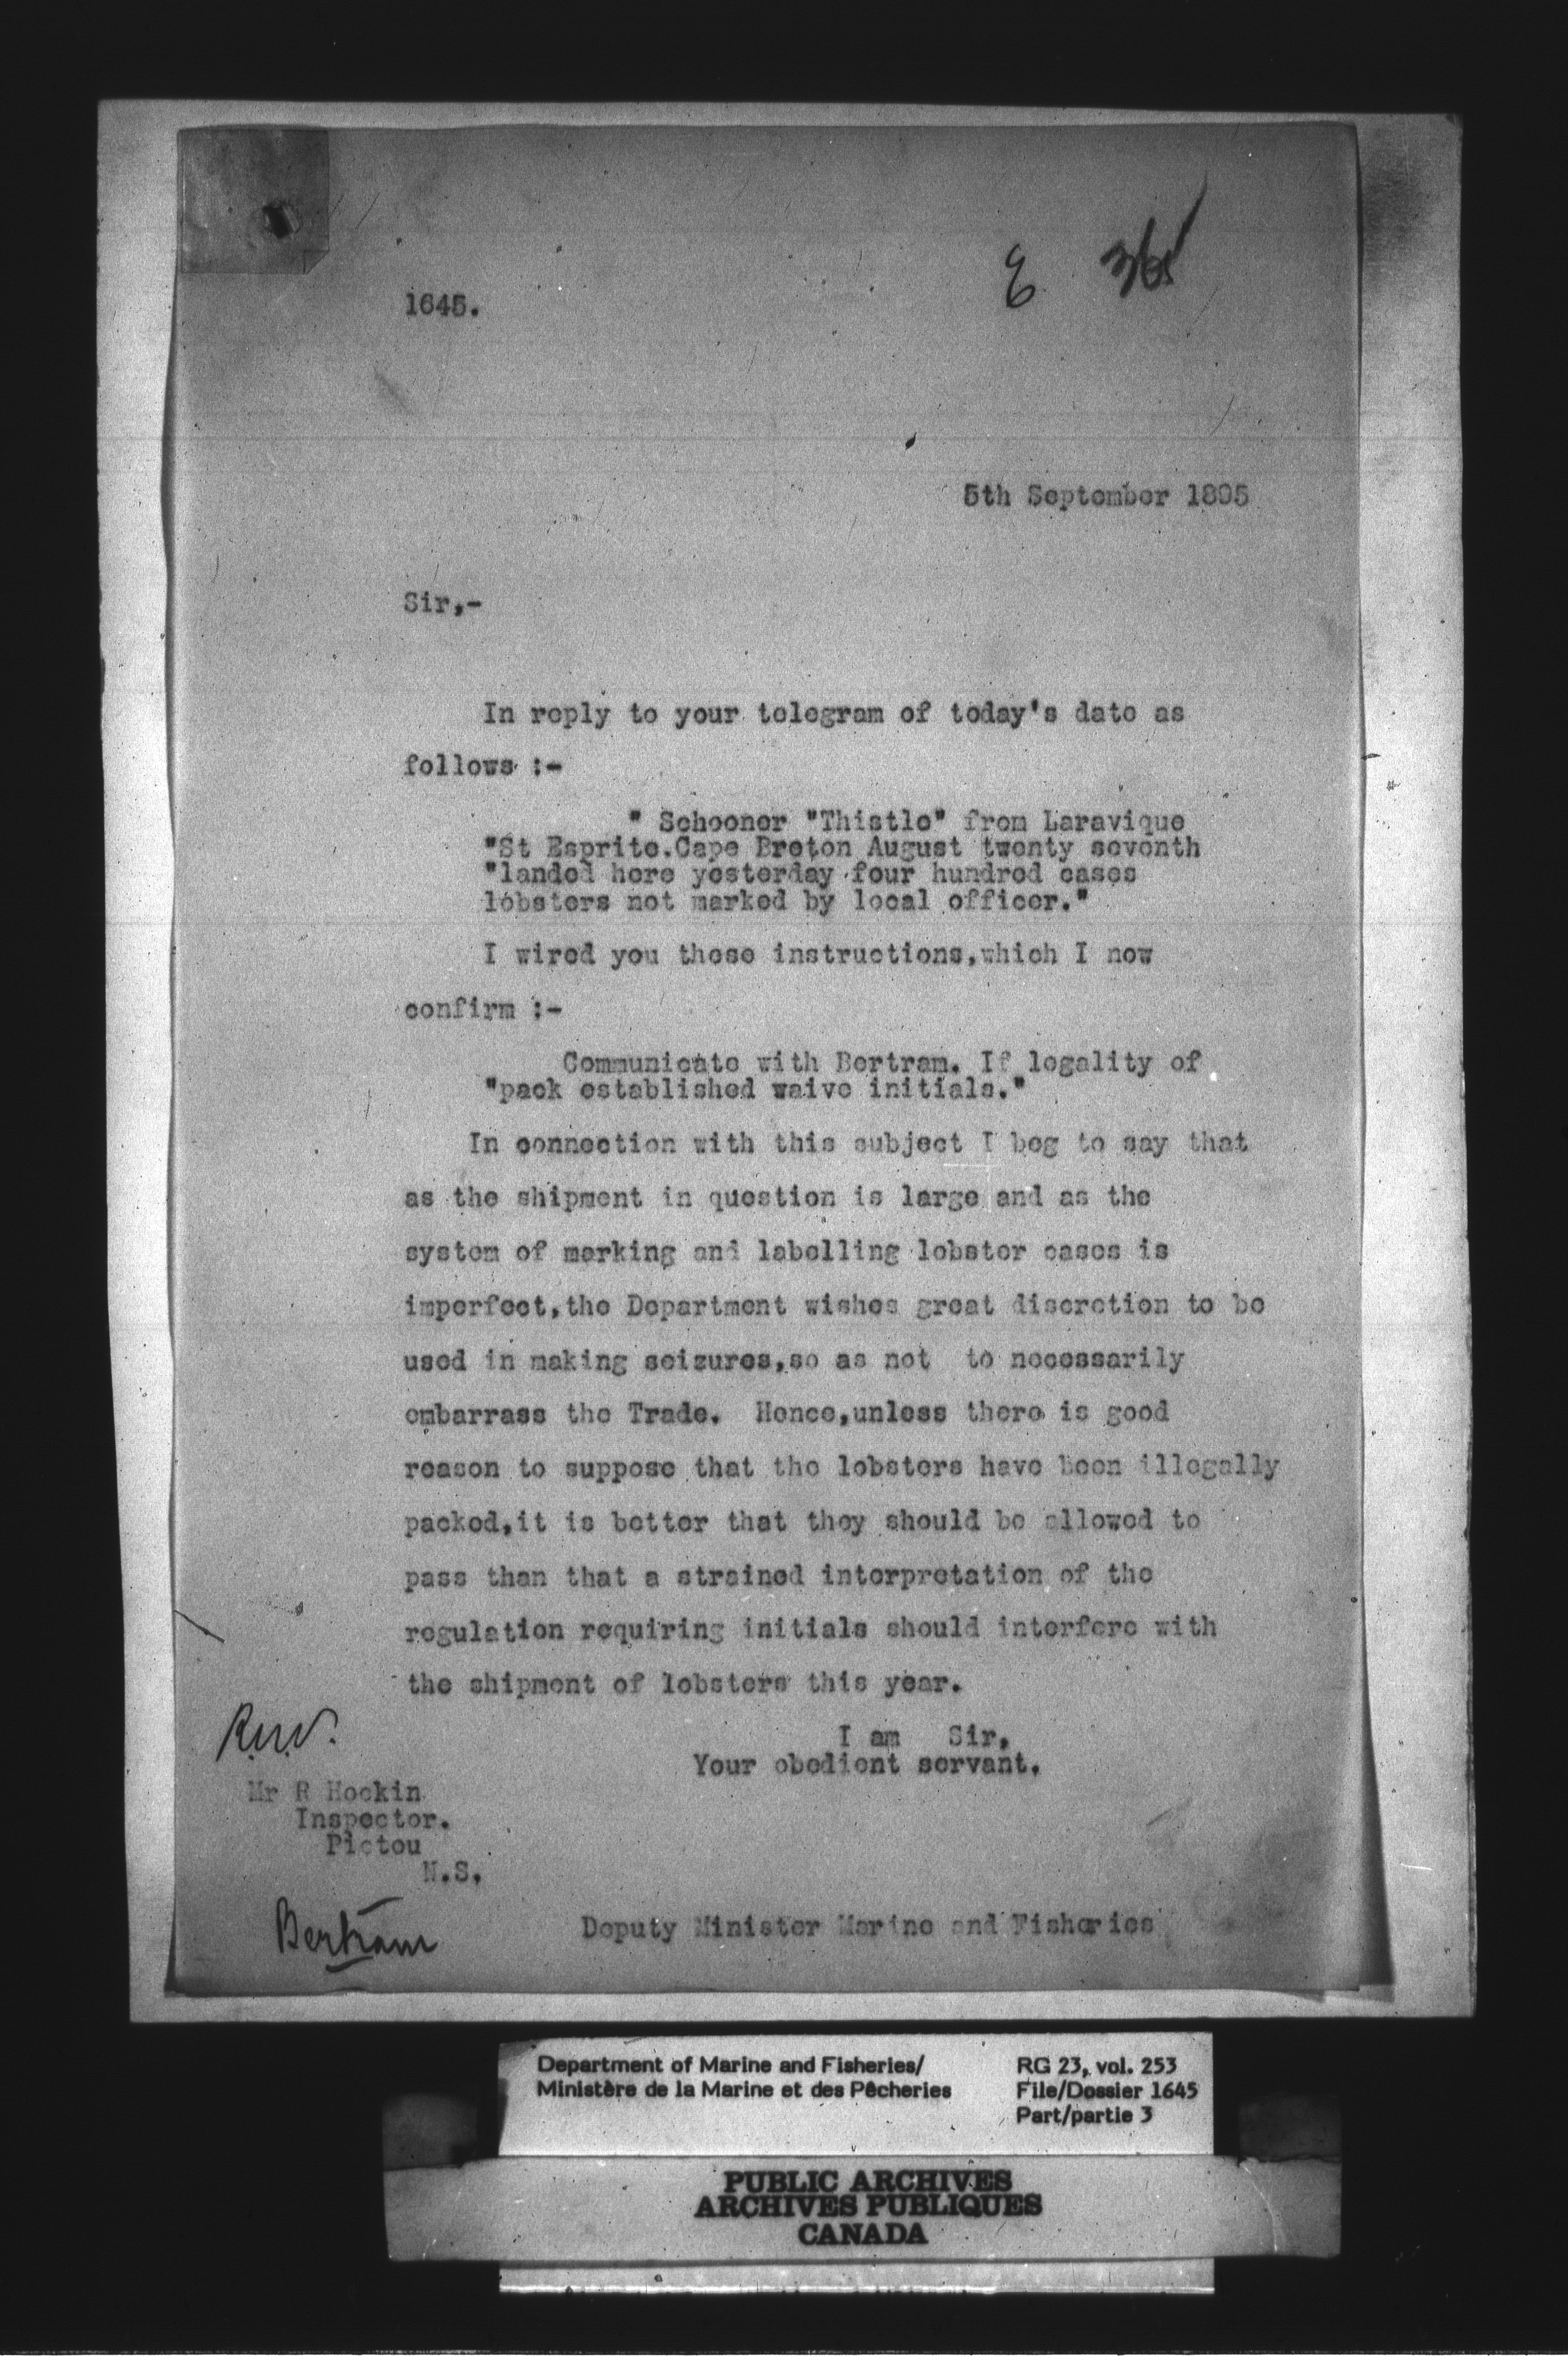 1645.
5th September 1895
Sir,-
In reply to your telegram of today's date as
follows :-
" Schooner "Thistle" from Laravique
"St Esprite.Cape Breton August twenty seventh
"landed here yesterday four hundred cases
lobsters not marked by local officer."
I wired you these instructions,which I now
confirm :-
Communicate with Bertram. If legality of
"pack established waive initials."
In connection with this subject I beg to say that
as the shipment in question is large and as the
system of marking and labelling lobster cases is
imperfect,the Department wishes great discretion to be
used in making seizures,so as not to necessarily
embarrass the Trade. Hence,unless there is good
reason to suppose that the lobsters have been illegally
packed,it is better that they should be allowed to
pass than that a strained interpretation of the
regulation requiring initials should interfere with
the shipment of lobsters this year.
I am Sir,
Your obedient servant.
Mr R Hockin
Inspector.
Pictou
N.S.
Bertram
Deputy Minister Marine and Fisheries
Department of Marine and Fisheries/
Ministère de la Marine et des Pêcheries
RG 23, vol. 253
File/Dossier 1645
Part/partie 3
PUBLIC ARCHIVES
ARCHIVES PUBLIQUES
CANADA